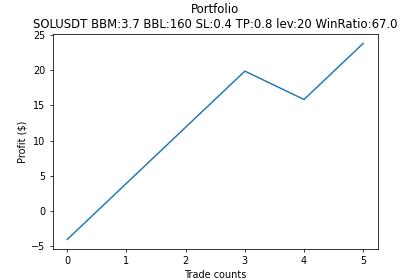 Portfolio
SOLUSDT BBM:3.7 BBL:160 SL:0.4 TP:0.8 lev:20 WinRatio:67.0
25
20
15
10
5
0
−5
Profit ($)
0 1 2 3 4 5
Trade counts